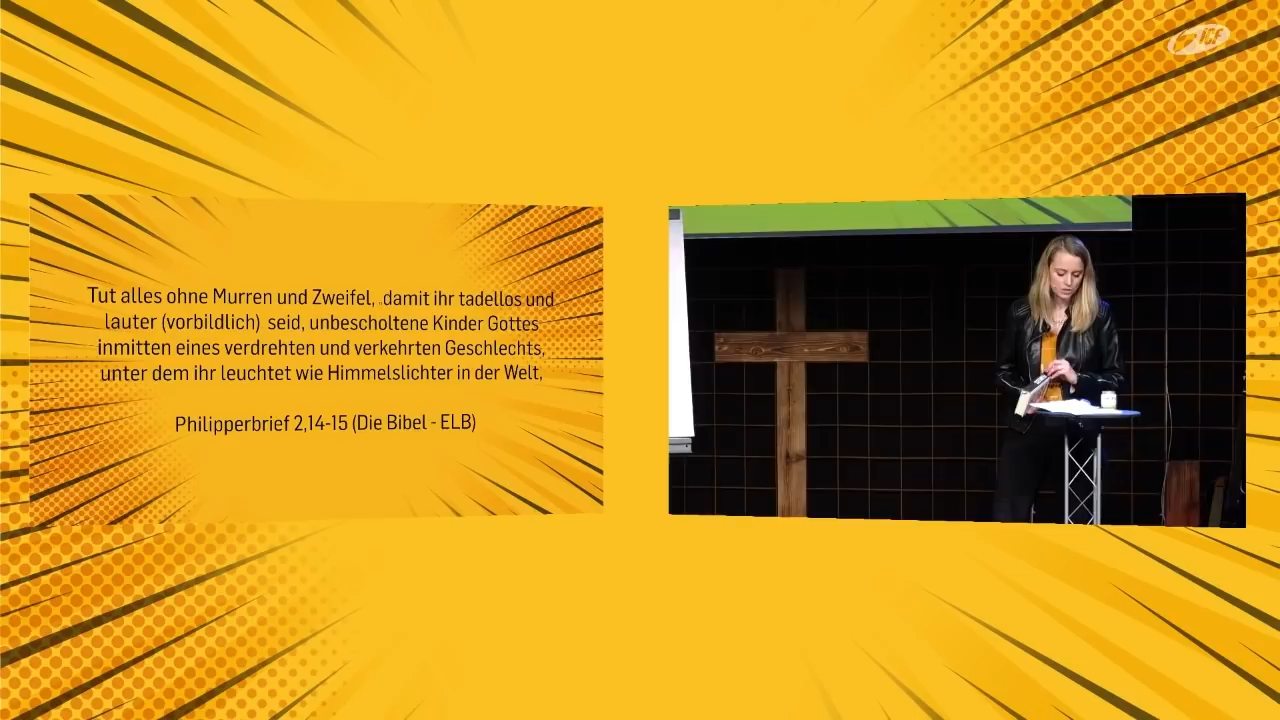 ICF
Tut alles ohne Murren und Zweifel, damit ihr tadellos und
lauter (vorbildlich) seid, unbescholtene Kinder Gottes
inmitten eines verdrehten und verkehrten Geschlechts,
unter dem ihr leuchtet wie Himmelslichter in der Welt,
Philipperbrief 2,14-15 (Die Bibel - ELB)